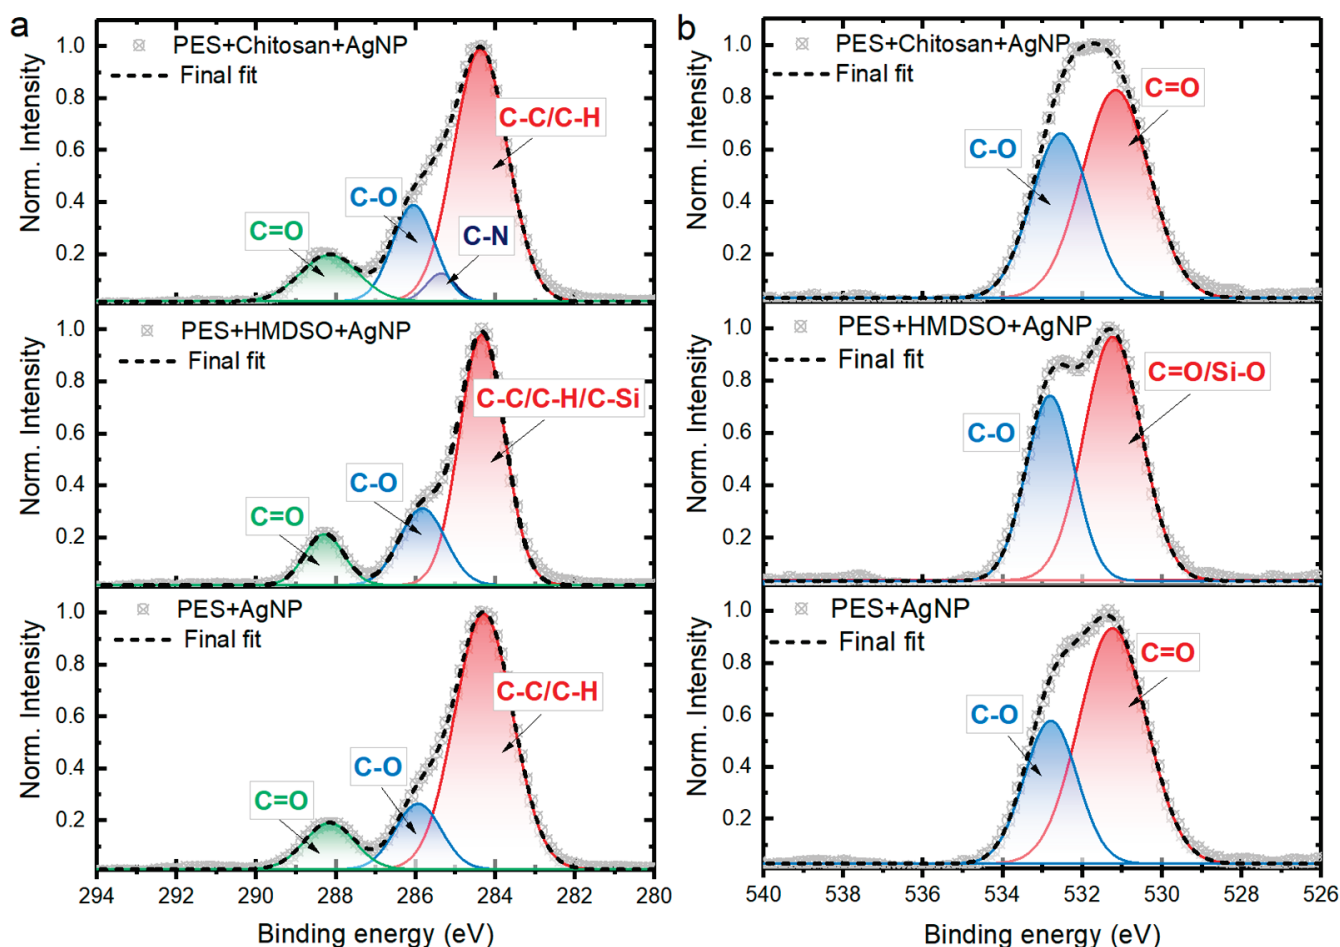 a
PES+Chitosan+AgNP
Final fit
C-C/C-H
C-O
C-N
C=O
Norm. Intensity
1.0
0.8
0.6
0.4
0.2
PES+HMDSO+AgNP
Final fit
C-C/C-H/C-Si
C-O
C=O
Norm. Intensity
1.0
0.8
0.6
0.4
0.2
PES+AgNP
Final fit
C-C/C-H
C-O
C=O
Norm. Intensity
1.0
0.8
0.6
0.4
0.2
294 292 290 288 286 284 282 280
Binding energy (eV)
b
PES+Chitosan+AgNP
Final fit
C=O
C-O
Norm. Intensity
1.0
0.8
0.6
0.4
0.2
PES+HMDSO+AgNP
Final fit
C=O/Si-O
C-O
Norm. Intensity
1.0
0.8
0.6
0.4
0.2
PES+AgNP
Final fit
C=O
C-O
Norm. Intensity
1.0
0.8
0.6
0.4
0.2
540 538 536 534 532 530 528 526
Binding energy (eV)